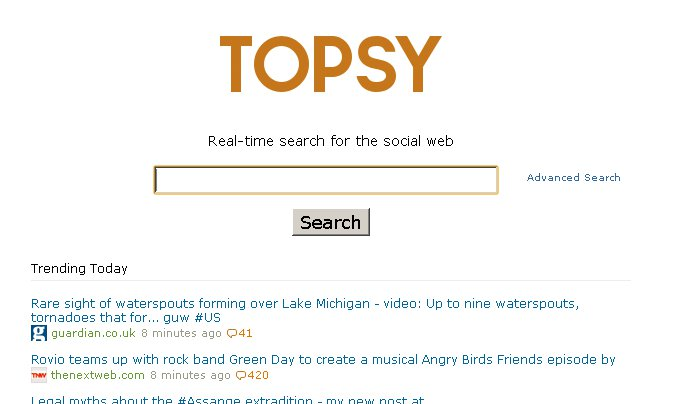 TOPSY
Real-time search for the social web
Advanced Search
Search
Trending Today
Rare sight of waterspouts forming over Lake Michigan - video: Up to nine waterspouts,
tornadoes that for... guw #US
g guardian.co.uk 8 minutes ago 41
Rovio teams up with rock band Green Day to create a musical Angry Birds Friends episode by
TNW thenextweb.com 8 minutes ago 420
Legal myths about the #Assange extradition - my new post at